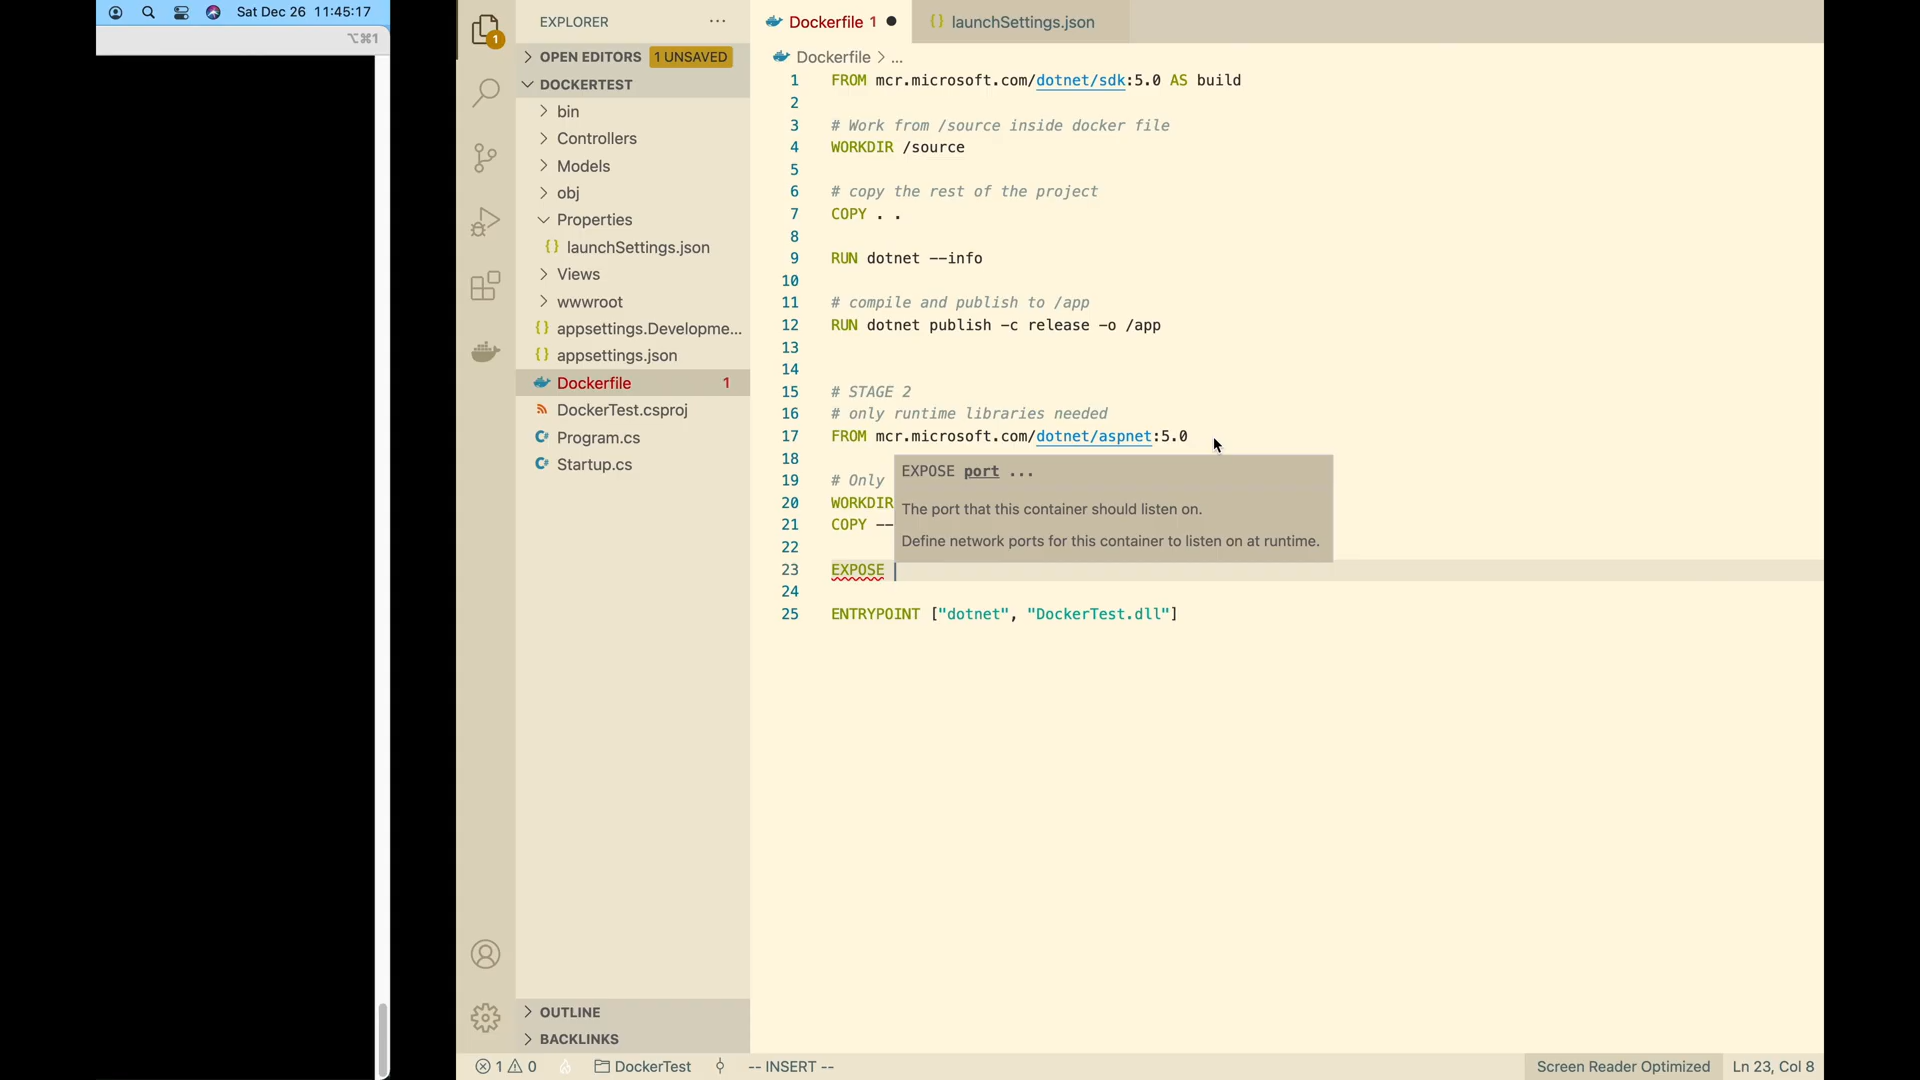 Sat Dec 26 11:45:17
⌥⌘1
1
EXPLORER ...
OPEN EDITORS 1 UNSAVED
DOCKERTEST
bin
Controllers
Models
obj
Properties
{} launchSettings.json
Views
wwwroot
{} appsettings.Developme...
{} appsettings.json
Dockerfile 1
DockerTest.csproj
C# Program.cs
C# Startup.cs
OUTLINE
BACKLINKS
Dockerfile 1 ●
{} launchSettings.json
Dockerfile > ...
1 FROM mcr.microsoft.com/dotnet/sdk:5.0 AS build
2
3 # Work from /source inside docker file
4 WORKDIR /source
5
6 # copy the rest of the project
7 COPY . .
8
9 RUN dotnet --info
10
11 # compile and publish to /app
12 RUN dotnet publish -c release -o /app
13
14
15 # STAGE 2
16 # only runtime libraries needed
17 FROM mcr.microsoft.com/dotnet/aspnet:5.0
18
19 # Only
20 WORKDIR
21 COPY --
22
23 EXPOSE
24
25 ENTRYPOINT ["dotnet", "DockerTest.dll"]
EXPOSE port ...
The port that this container should listen on.
Define network ports for this container to listen on at runtime.
1 0 DockerTest -- INSERT -- Screen Reader Optimized Ln 23, Col 8